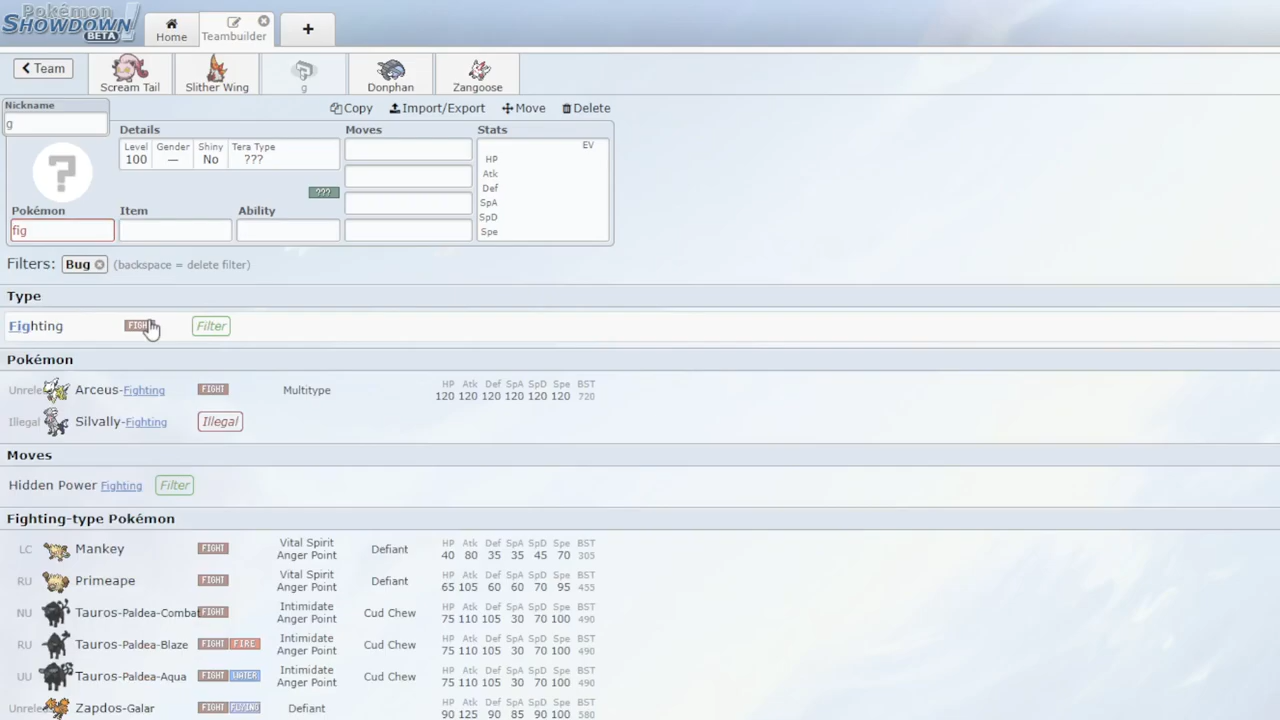 Pokémon
SHOWDOWN!
BETA
Home
Teambuilder
+
< Team
Scream Tail
Slither Wing
g
Donphan
Zangoose
Nickname
g
Copy Import/Export Move Delete
Details
Moves
Stats
Level Gender Shiny Tera Type
100 — No ???
EV
HP
Atk
Def
SpA
SpD
Spe
???
Pokémon
Item
Ability
fig
Filters: Bug (backspace = delete filter)
Type
Fighting FIGHT Filter
Pokémon
Arceus-Fighting FIGHT Multitype HP Atk Def SpA SpD Spe BST
120 120 120 120 120 120 720
Illegal Silvally-Fighting Illegal
Moves
Hidden Power Fighting Filter
Fighting-type Pokémon
LC Mankey FIGHT Vital Spirit Anger Point Defiant HP Atk Def SpA SpD Spe BST
40 80 35 35 45 70 305
RU Primeape FIGHT Vital Spirit Anger Point Defiant HP Atk Def SpA SpD Spe BST
65 105 60 60 70 95 455
NU Tauros-Paldea-Combat FIGHT Intimidate Anger Point Cud Chew HP Atk Def SpA SpD Spe BST
75 110 105 30 70 100 490
RU Tauros-Paldea-Blaze FIGHT FIRE Intimidate Anger Point Cud Chew HP Atk Def SpA SpD Spe BST
75 110 105 30 70 100 490
UU Tauros-Paldea-Aqua FIGHT WATER Intimidate Anger Point Cud Chew HP Atk Def SpA SpD Spe BST
75 110 105 30 70 100 490
Zapdos-Galar FIGHT FLYING Defiant HP Atk Def SpA SpD Spe BST
90 125 90 85 90 100 580